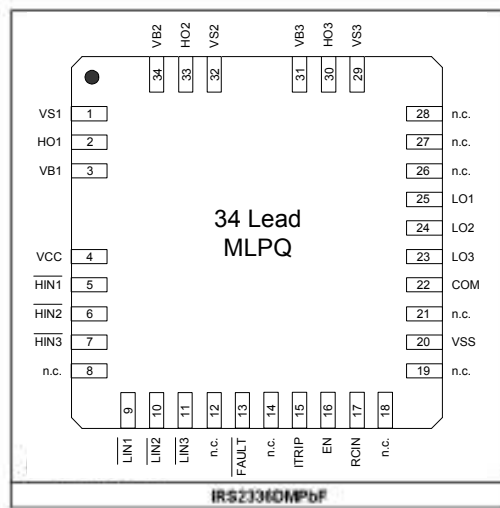 VB2 HO2 VS2 VB3 HO3 VS3
34 33 32 31 30 29
VS1 1 28 n.c.
HO1 2 27 n.c.
VB1 3 26 n.c.
25 LO1
34 Lead
MLPQ
24 LO2
VCC 4 23 LO3
HIN1 5 22 COM
HIN2 6 21 n.c.
HIN3 7 20 VSS
n.c. 8 19 n.c.
9 10 11 12 13 14 15 16 17 18
LIN1 LIN2 LIN3 n.c. FAULT n.c. ITRIP EN RCIN n.c.
IRS2336DMPbF